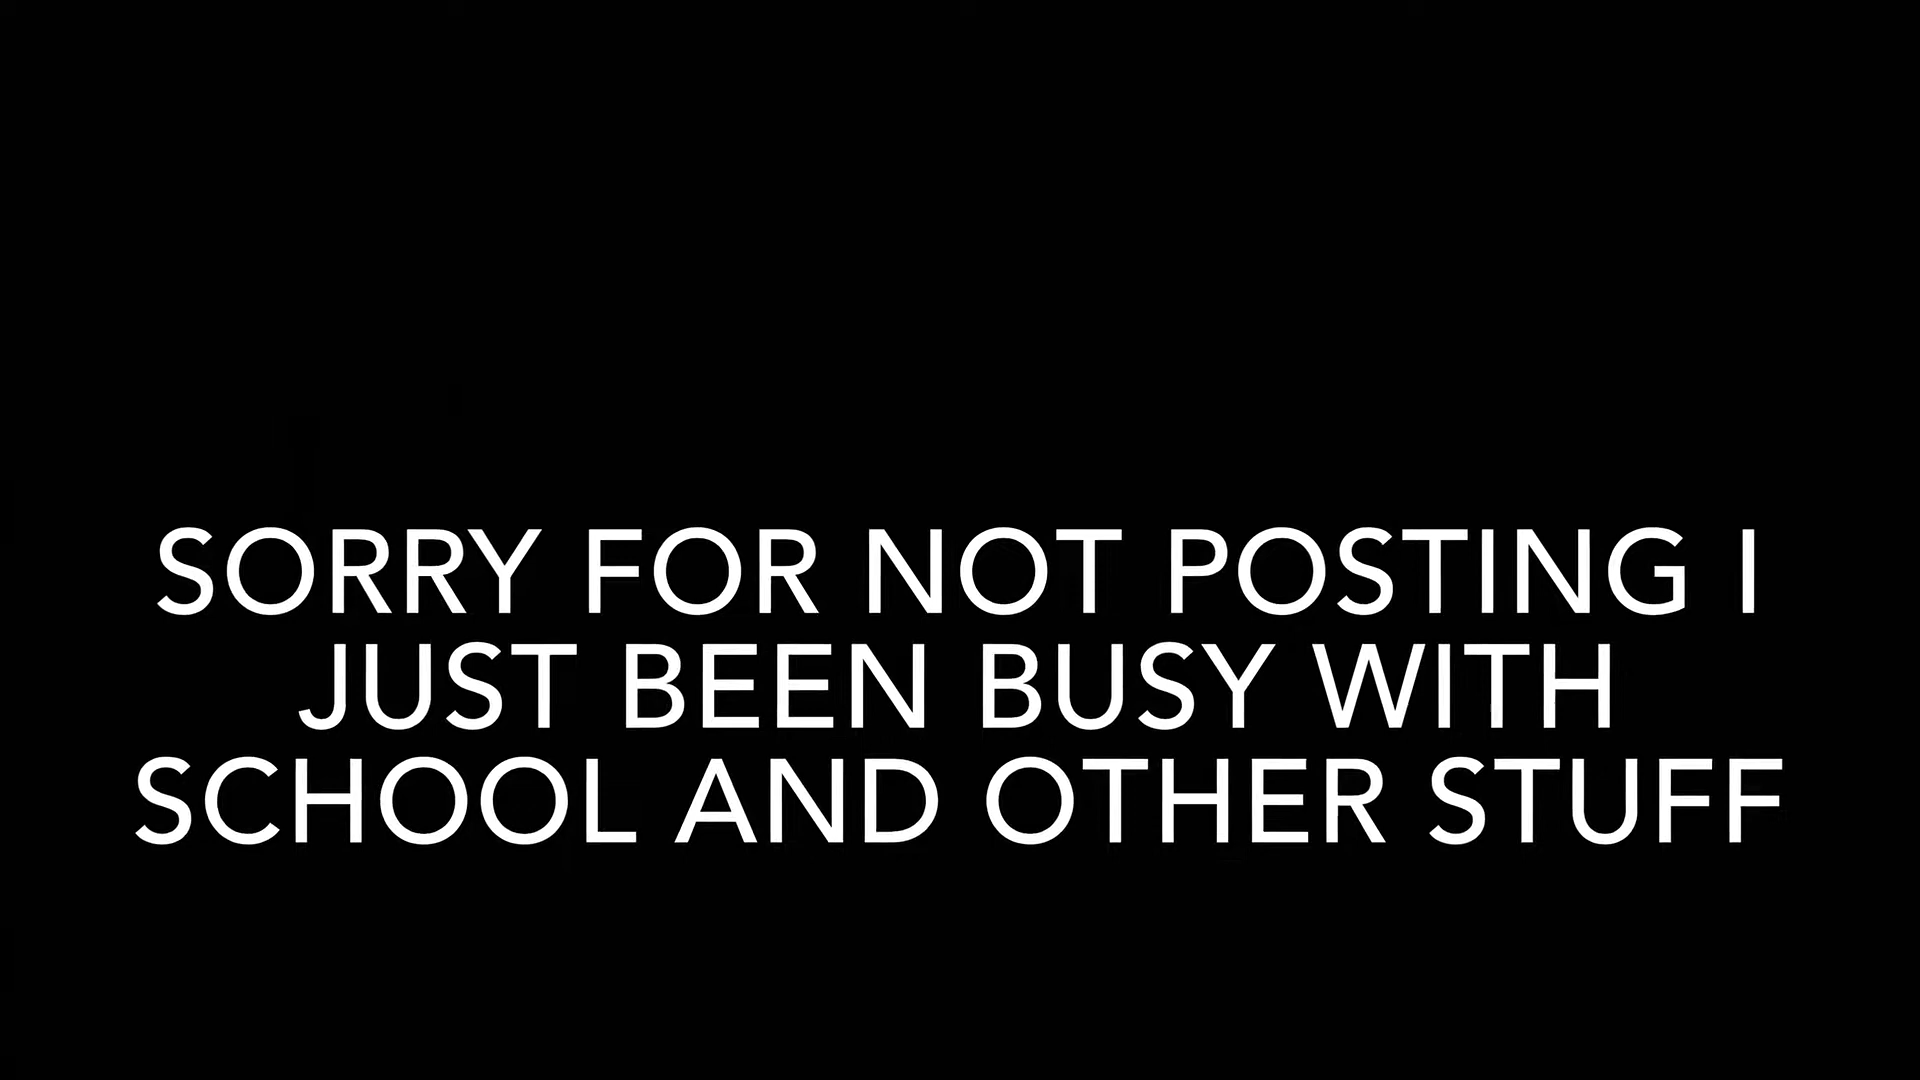 SORRY FOR NOT POSTING I
JUST BEEN BUSY WITH
SCHOOL AND OTHER STUFF